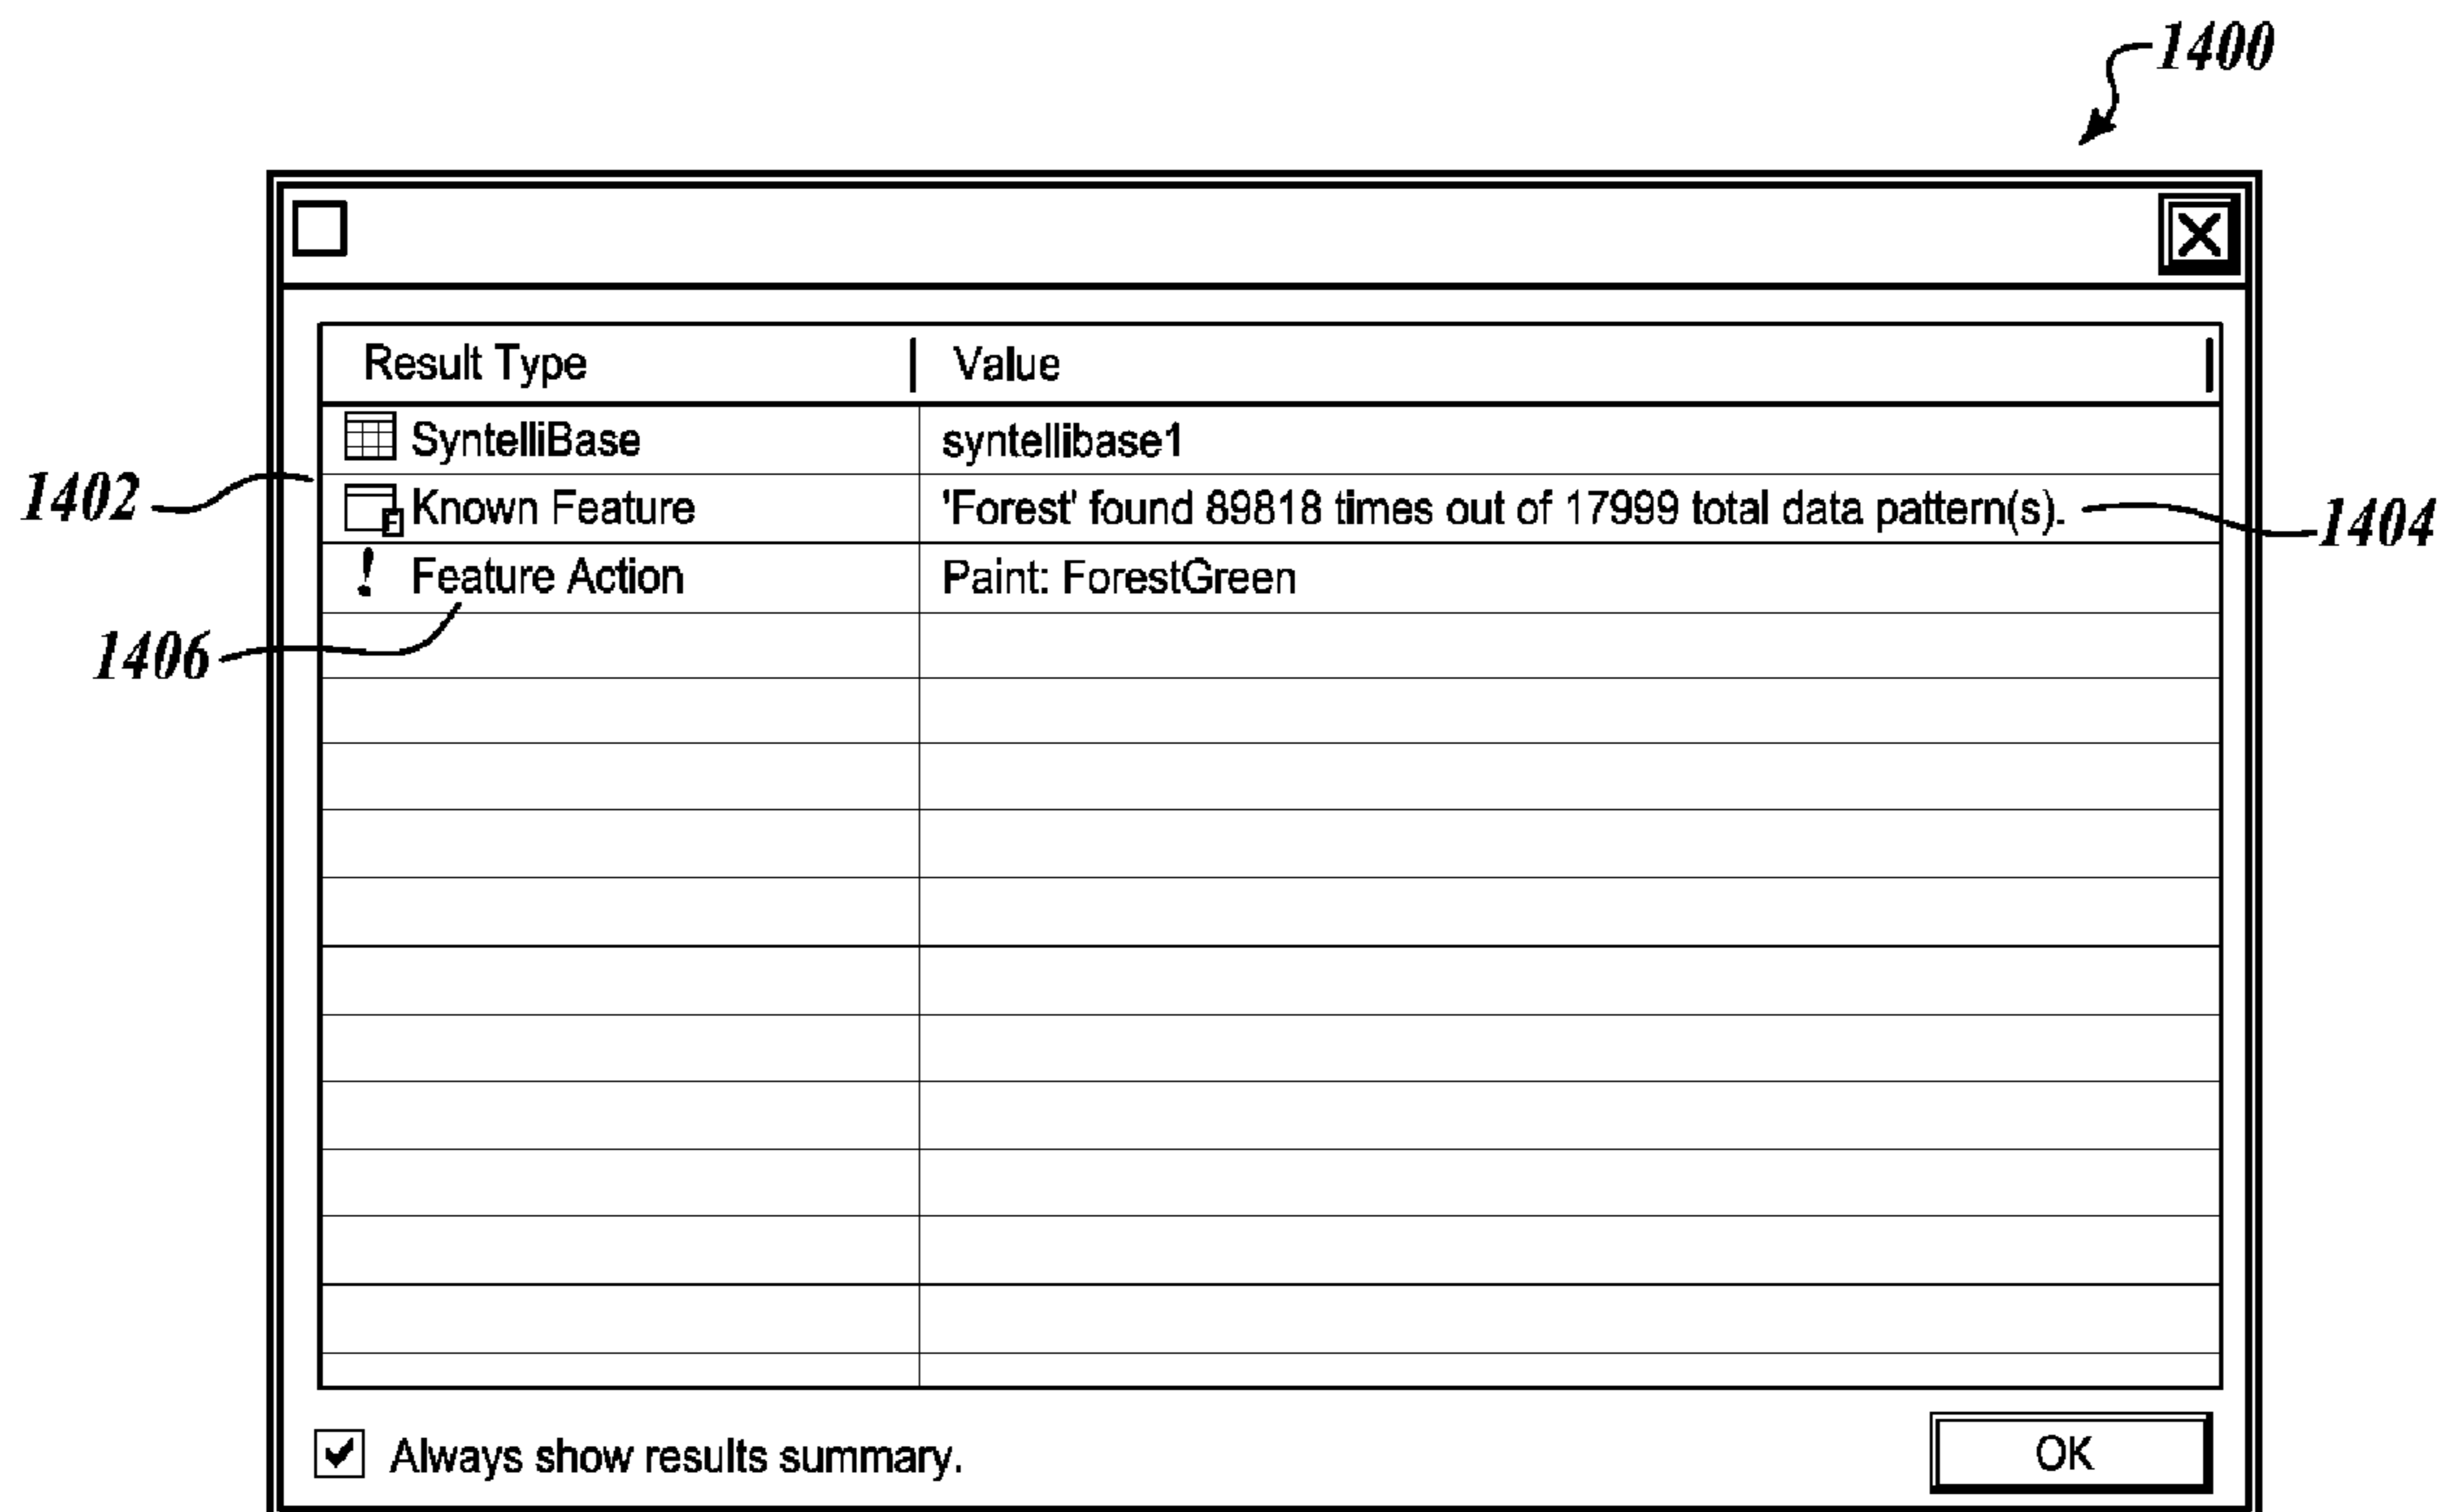 1400
Result Type Value
SyntelliBase syntellibase1
1402
Known Feature 'Forest' found 89818 times out of 17999 total data pattern(s).
1404
! Feature Action Paint: ForestGreen
1406
Always show results summary. OK